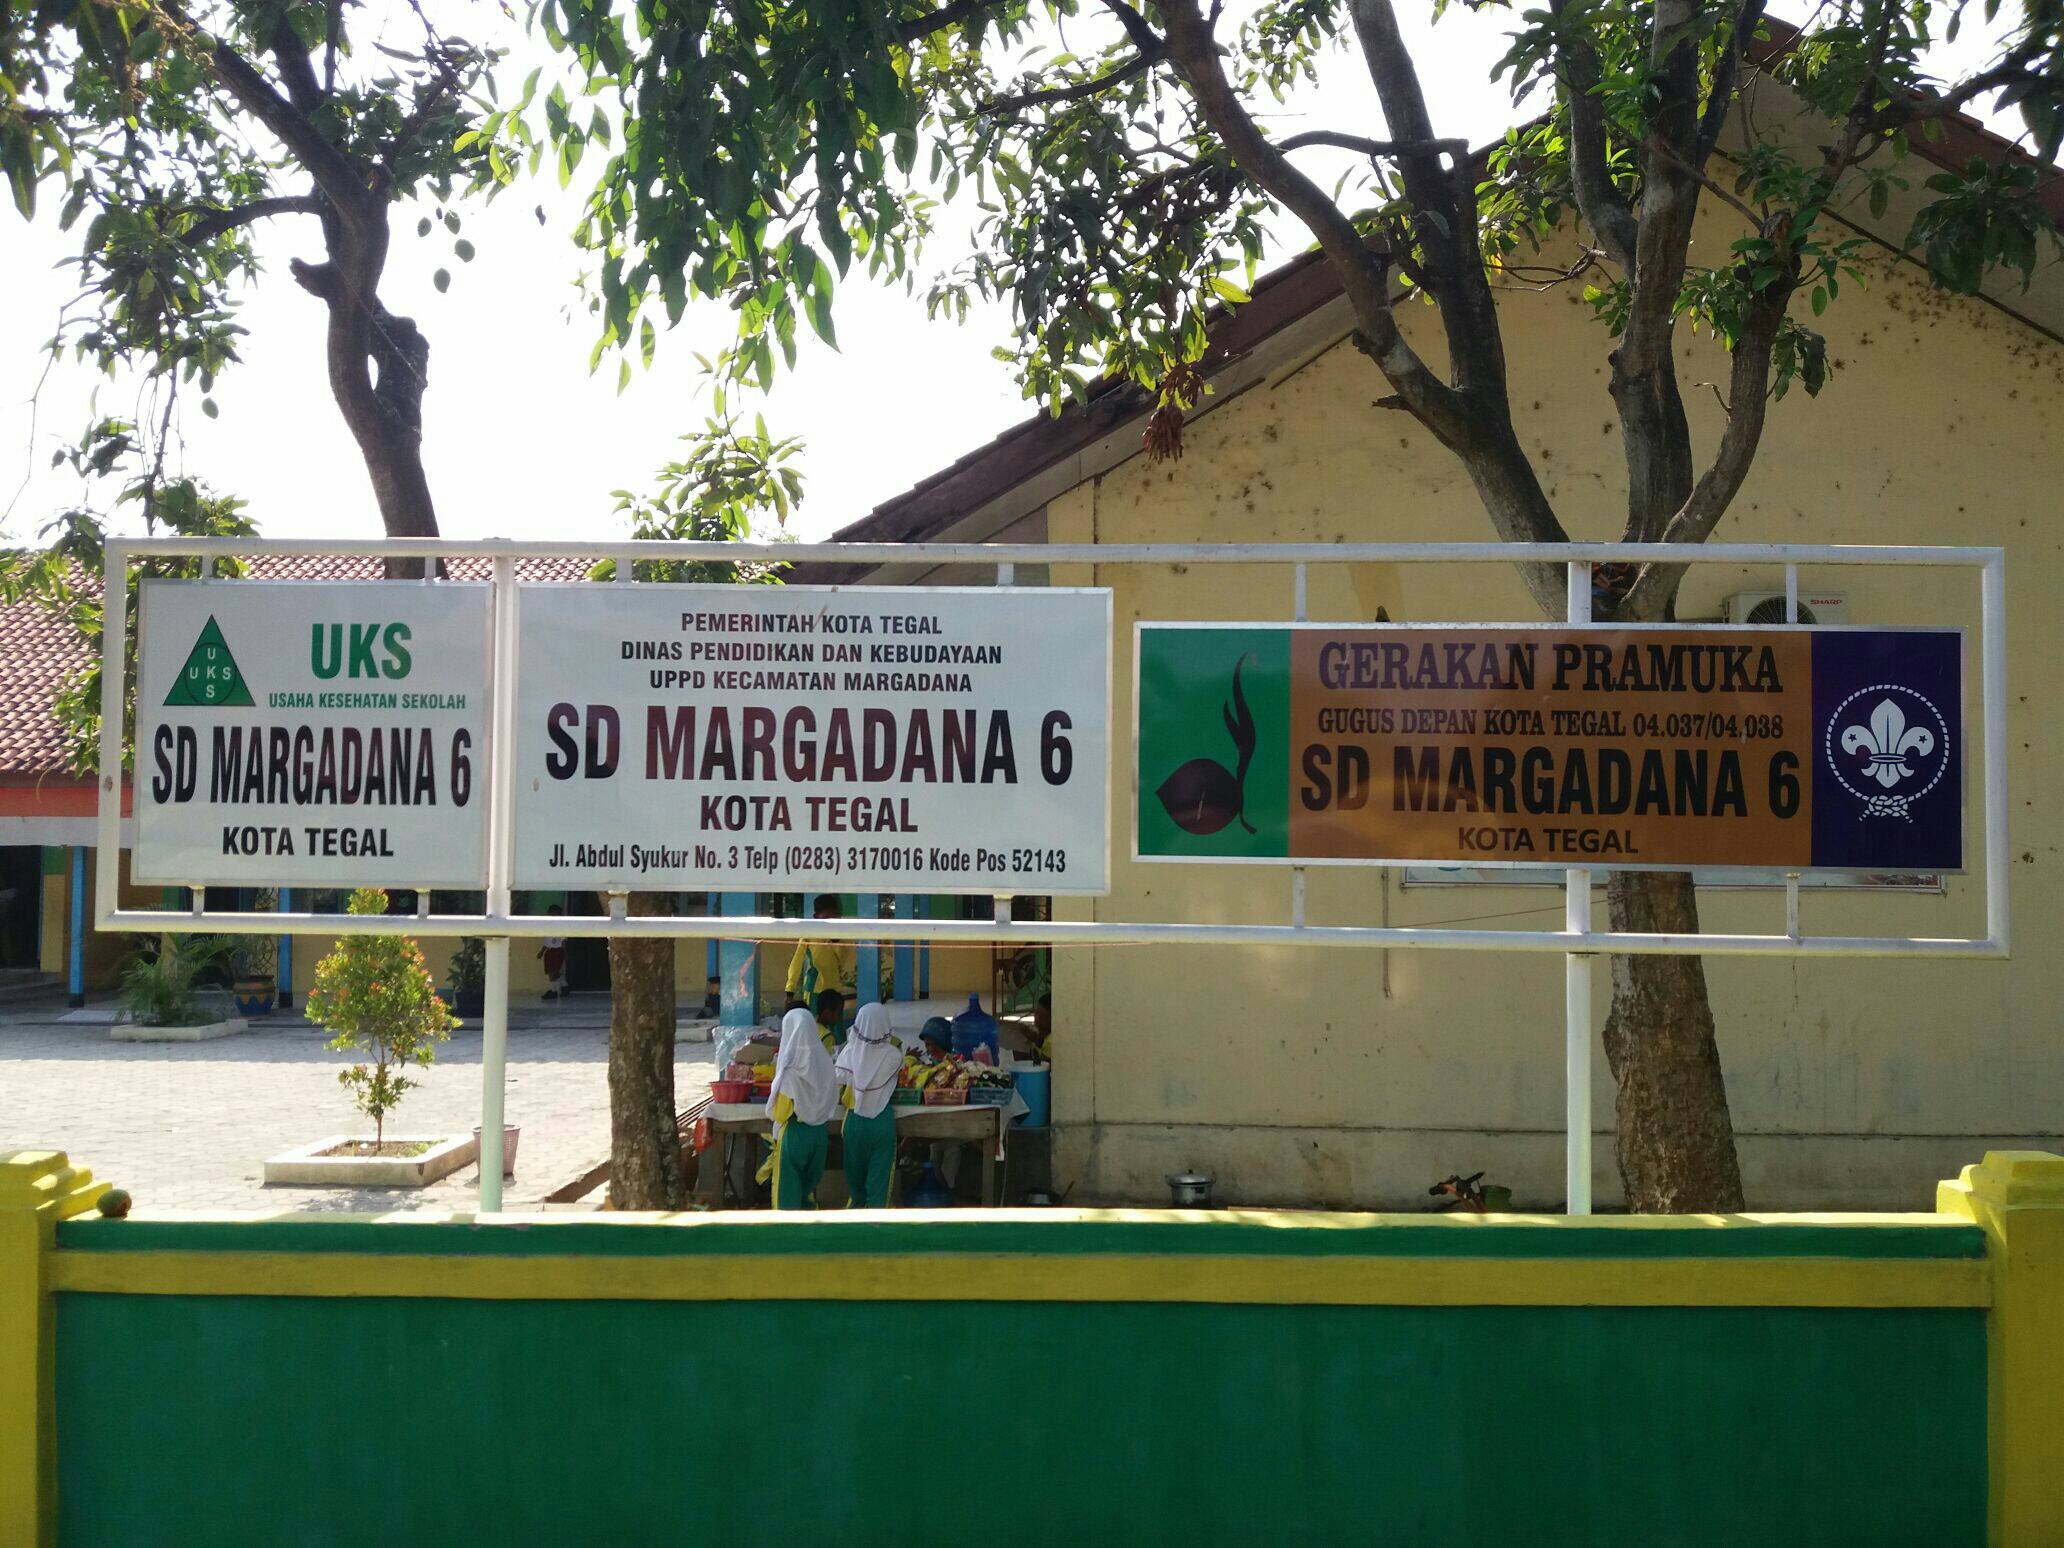 UKS
UKS
UKS
USAHA KESEHATAN SEKOLAH
SD MARGADANA 6
KOTA TEGAL
PEMERINTAH KOTA TEGAL
DINAS PENDIDIKAN DAN KEBUDAYAAN
UPPD KECAMATAN MARGADANA
SD MARGADANA 6
KOTA TEGAL
Jl. Abdul Syukur No. 3 Telp (0283) 3170016 Kode Pos 52143
GERAKAN PRAMUKA
GUGUS DEPAN KOTA TEGAL 04.037/04.038
SD MARGADANA 6
KOTA TEGAL
SHARP